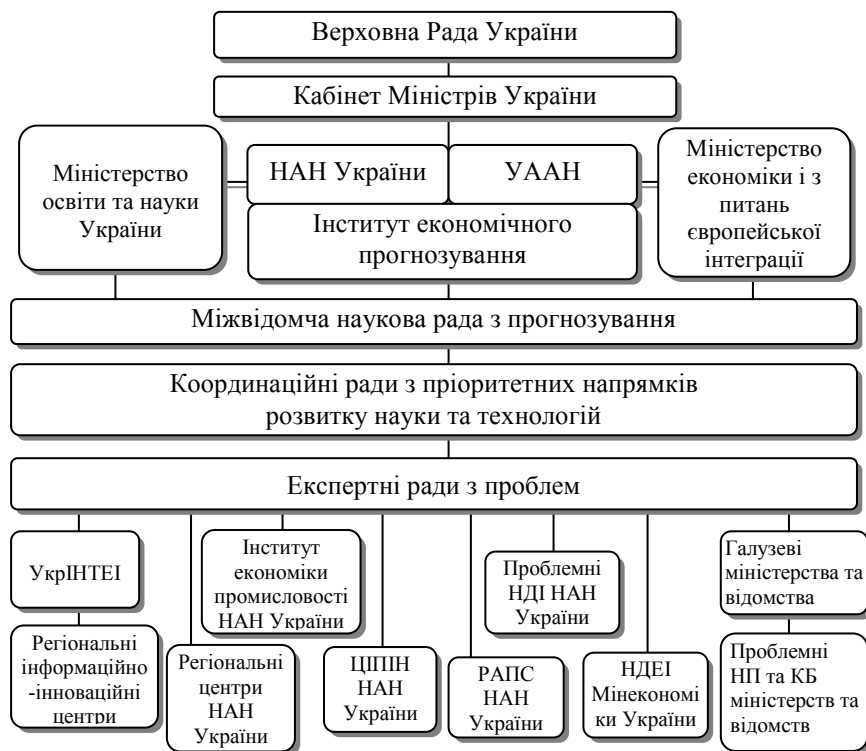 Верховна Рада України
Кабінет Міністрів України
Міністерство
освіти та науки
України
НАН України
УААН
Інститут економічного
прогнозування
Міністерство
економіки і з
питань
європейської
інтеграції
Міжвідомча наукова рада з прогнозування
Координаційні ради з пріоритетних напрямків
розвитку науки та технологій
Експертні ради з проблем
УкрІНТЕІ
Інститут
економіки
промисловості
НАН України
Проблемні
НДІ НАН
України
Галузеві
міністерства та
відомства
Регіональні
інформаційно
-інноваційні
центри
Регіональні
центри
НАН
України
ЦІПІН
НАН
України
РАПС
НАН
України
НДЕІ
Мінекономі
ки України
Проблемні
НП та КБ
міністерств та
відомств